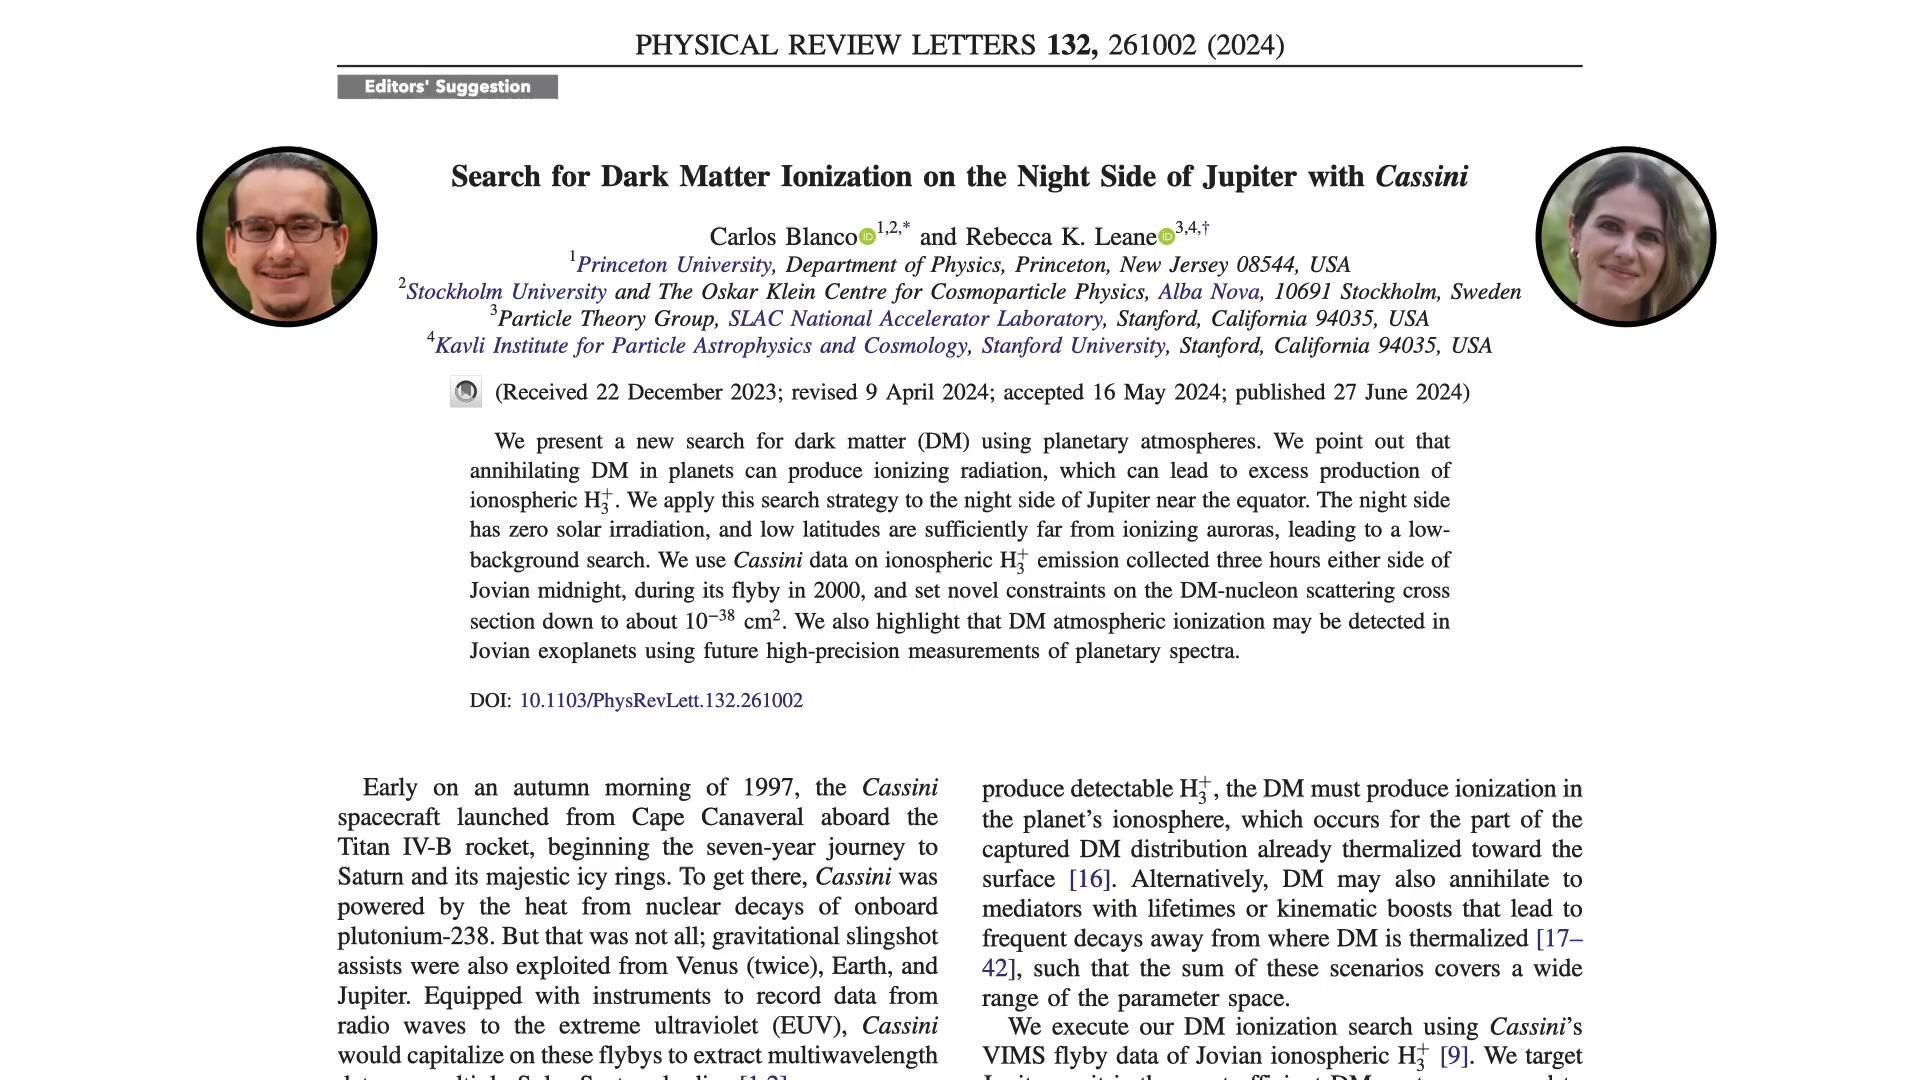 PHYSICAL REVIEW LETTERS 132, 261002 (2024)
Editors' Suggestion
Search for Dark Matter Ionization on the Night Side of Jupiter with Cassini
Carlos Blanco 1,2,* and Rebecca K. Leane 3,4,†
1Princeton University, Department of Physics, Princeton, New Jersey 08544, USA
2Stockholm University and The Oskar Klein Centre for Cosmoparticle Physics, Alba Nova, 10691 Stockholm, Sweden
3Particle Theory Group, SLAC National Accelerator Laboratory, Stanford, California 94035, USA
4Kavli Institute for Particle Astrophysics and Cosmology, Stanford University, Stanford, California 94035, USA
(Received 22 December 2023; revised 9 April 2024; accepted 16 May 2024; published 27 June 2024)
We present a new search for dark matter (DM) using planetary atmospheres. We point out that
annihilating DM in planets can produce ionizing radiation, which can lead to excess production of
ionospheric H3+. We apply this search strategy to the night side of Jupiter near the equator. The night side
has zero solar irradiation, and low latitudes are sufficiently far from ionizing auroras, leading to a low-
background search. We use Cassini data on ionospheric H3+ emission collected three hours either side of
Jovian midnight, during its flyby in 2000, and set novel constraints on the DM-nucleon scattering cross
section down to about 10−38 cm2. We also highlight that DM atmospheric ionization may be detected in
Jovian exoplanets using future high-precision measurements of planetary spectra.
DOI: 10.1103/PhysRevLett.132.261002
Early on an autumn morning of 1997, the Cassini
spacecraft launched from Cape Canaveral aboard the
Titan IV-B rocket, beginning the seven-year journey to
Saturn and its majestic icy rings. To get there, Cassini was
powered by the heat from nuclear decays of onboard
plutonium-238. But that was not all; gravitational slingshot
assists were also exploited from Venus (twice), Earth, and
Jupiter. Equipped with instruments to record data from
radio waves to the extreme ultraviolet (EUV), Cassini
would capitalize on these flybys to extract multiwavelength
produce detectable H3+, the DM must produce ionization in
the planet's ionosphere, which occurs for the part of the
captured DM distribution already thermalized toward the
surface [16]. Alternatively, DM may also annihilate to
mediators with lifetimes or kinematic boosts that lead to
frequent decays away from where DM is thermalized [17–
42], such that the sum of these scenarios covers a wide
range of the parameter space.
We execute our DM ionization search using Cassini's
VIMS flyby data of Jovian ionospheric H3+ [9]. We target